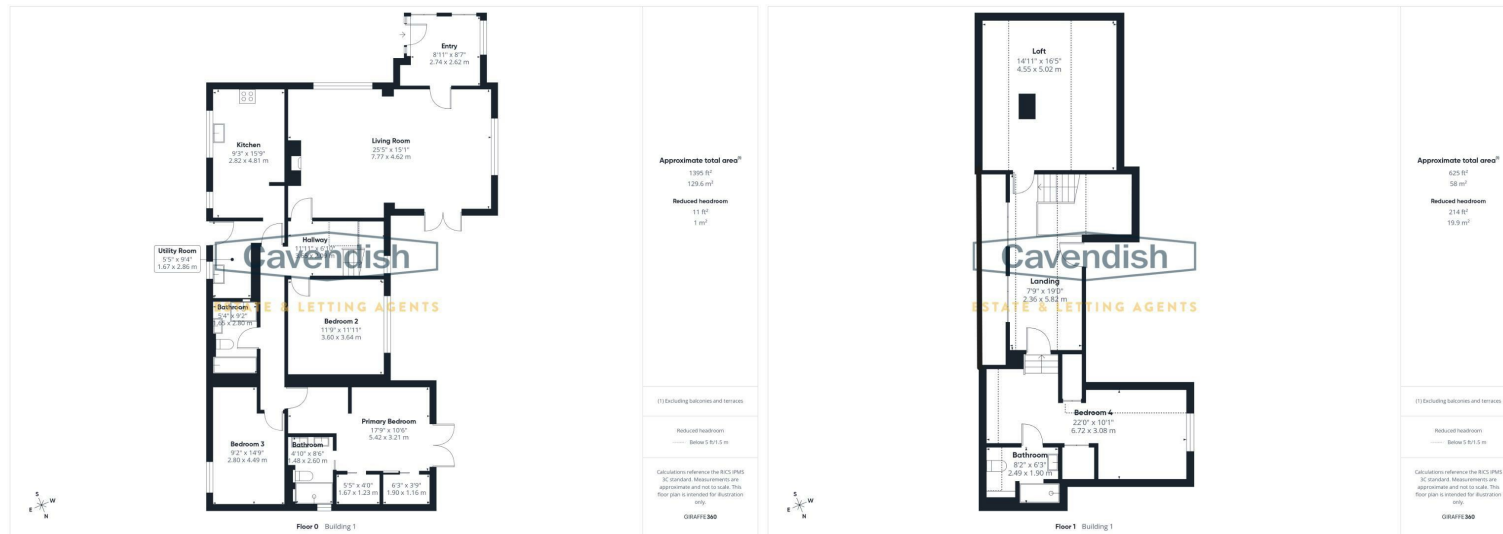 Entry
8'11" x 8'7"
2.74 x 2.62 m
Kitchen
9'3" x 15'9"
2.82 x 4.81 m
Living Room
25'5" x 15'1"
7.77 x 4.62 m
Hallway
11'11" x 6'10"
Utility Room
5'5" x 9'4"
1.67 x 2.86 m
Cavendish
ESTATE & LETTING AGENTS
Bathroom
5'4" x 9'2"
1.65 x 2.80 m
Bedroom 2
11'9" x 11'11"
3.60 x 3.64 m
Primary Bedroom
17'9" x 10'6"
5.42 x 3.21 m
Bedroom 3
9'2" x 14'9"
2.80 x 4.49 m
Bathroom
4'10" x 8'6"
1.48 x 2.60 m
5'5" x 4'0"
1.67 x 1.23 m
6'3" x 3'9"
1.90 x 1.16 m
S
W
E
N
Floor 0 Building 1
Approximate total area(1)
1395 ft²
129.6 m²
Reduced headroom
11 ft²
1 m²
(1) Excluding balconies and terraces
Reduced headroom
Below 5 ft/1.5 m
Calculations reference the RICS IPMS
3C standard. Measurements are
approximate and not to scale. This
floor plan is intended for illustration
only.
GIRAFFE360
Loft
14'11" x 16'5"
4.55 x 5.02 m
Cavendish
Landing
7'9" x 19'0"
2.36 x 5.82 m
ESTATE & LETTING AGENTS
Bedroom 4
22'0" x 10'1"
6.72 x 3.08 m
Bathroom
8'2" x 6'3"
2.49 x 1.90 m
S
W
E
N
Floor 1 Building 1
Approximate total area(1)
625 ft²
58 m²
Reduced headroom
214 ft²
19.9 m²
(1) Excluding balconies and terraces
Reduced headroom
Below 5 ft/1.5 m
Calculations reference the RICS IPMS
3C standard. Measurements are
approximate and not to scale. This
floor plan is intended for illustration
only.
GIRAFFE360